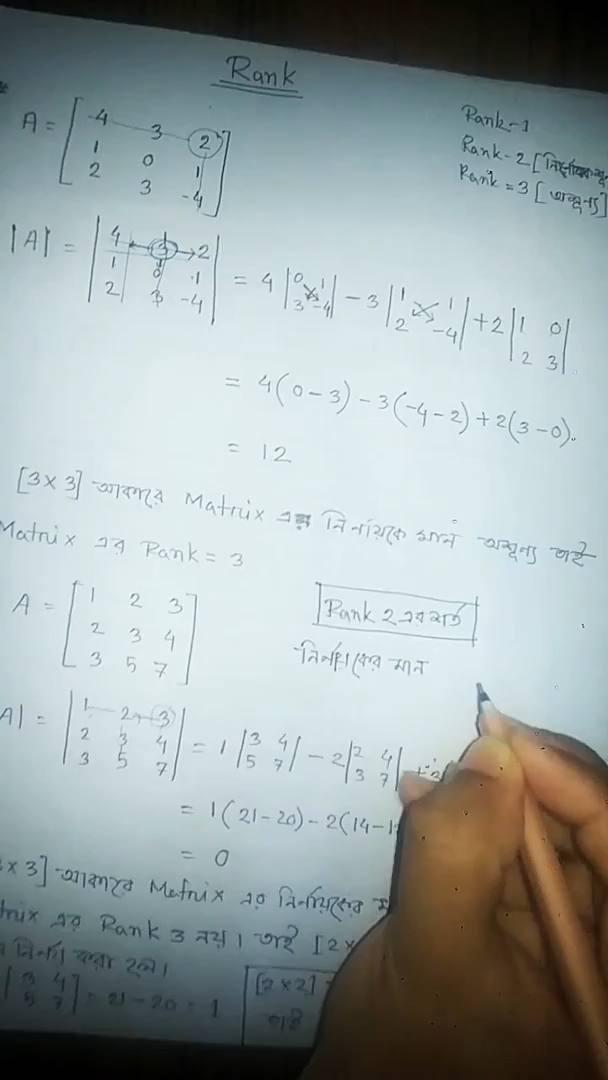 Rank
Rank-1
Rank-2 [
Rank = 3 [অশূন্য]
A = [ 4 3 2
1 0 1
2 3 -4 ]
|A| = | 4 3 2
1 0 1
2 3 -4 | = 4 | 0 1
3 -4 | - 3 | 1 1
2 -4 | + 2 | 1 0
2 3 |
= 4(0-3) - 3(-4-2) + 2(3-0).
= 12
[3×3] আকারে Matrix এর নির্নায়কে মান অশূন্য তাই
Matrix এর Rank = 3
A = [ 1 2 3
2 3 4
3 5 7 ]
Rank 2 এর শর্ত
নির্নায়কের মান
A| = | 1 2 3
2 3 4
3 5 7 | = 1 | 3 4
5 7 | - 2 | 2 4
3 7 |
= 1(21-20) - 2(14-1
= 0
× 3] আকারে Matrix এর নির্নায়কের
trix এর Rank 3 নয়। তাই [2×
নির্নয় করা হল।
| 3 4
5 7 | = 21-20 = 1
[2×2]
তাই